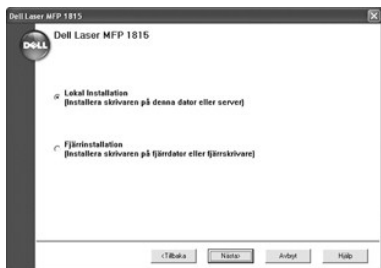 Dell Laser MFP 1815
DELL
Dell Laser MFP 1815
Lokal Installation
(Installera skrivaren på denna dator eller server)
Fjärrinstallation
(Installera skrivaren på fjärrdator eller fjärrskrivare)
<Tillbaka Nästa> Avbryt Hjälp